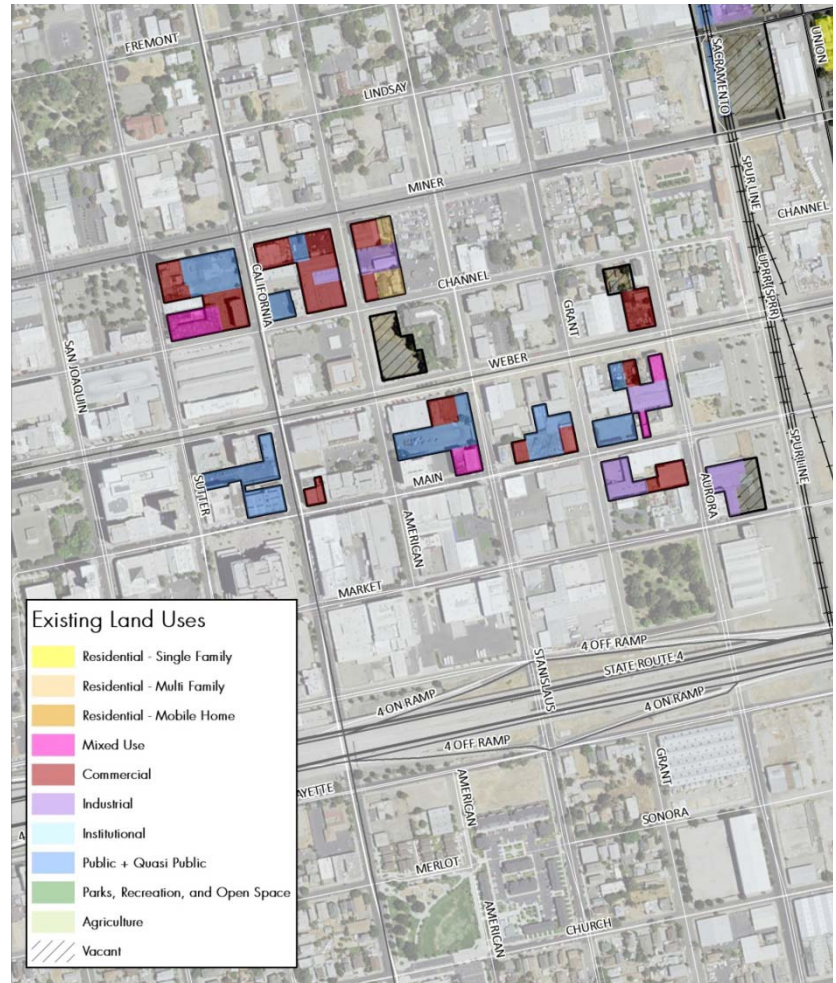 FREMONT
LINDSAY
MINER
SACRAMENTO
UNION
SPUR LINE
UPRR (SPRR)
CHANNEL
CALIFORNIA
CHANNEL
GRANT
SAN JOAQUIN
WEBER
SUTTER
MAIN
AMERICAN
AURORA
SPUR LINE
MARKET
STANISLAUS
4 OFF RAMP
STATE ROUTE 4
4 ON RAMP
4 ON RAMP
4 OFF RAMP
AYETTE
4
AMERICAN
GRANT
SONORA
MERLOT
AMERICAN
CHURCH
Existing Land Uses
Residential - Single Family
Residential - Multi Family
Residential - Mobile Home
Mixed Use
Commercial
Industrial
Institutional
Public + Quasi Public
Parks, Recreation, and Open Space
Agriculture
Vacant